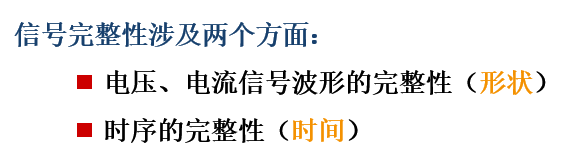 信号完整性涉及两个方面：
电压、电流信号波形的完整性（形状）
时序的完整性（时间）